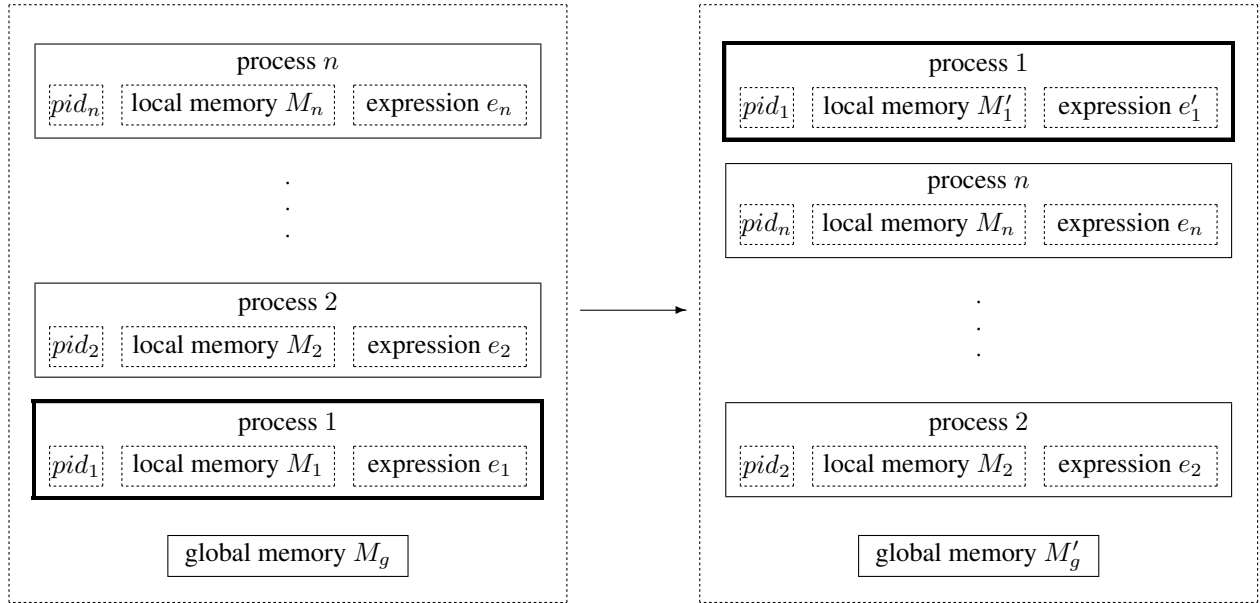 process n
pid_n local memory M_n expression e_n
.
.
.
process 2
pid_2 local memory M_2 expression e_2
process 1
pid_1 local memory M_1 expression e_1
global memory M_g
process 1
pid_1 local memory M'_1 expression e'_1
process n
pid_n local memory M_n expression e_n
.
.
.
process 2
pid_2 local memory M_2 expression e_2
global memory M'_g